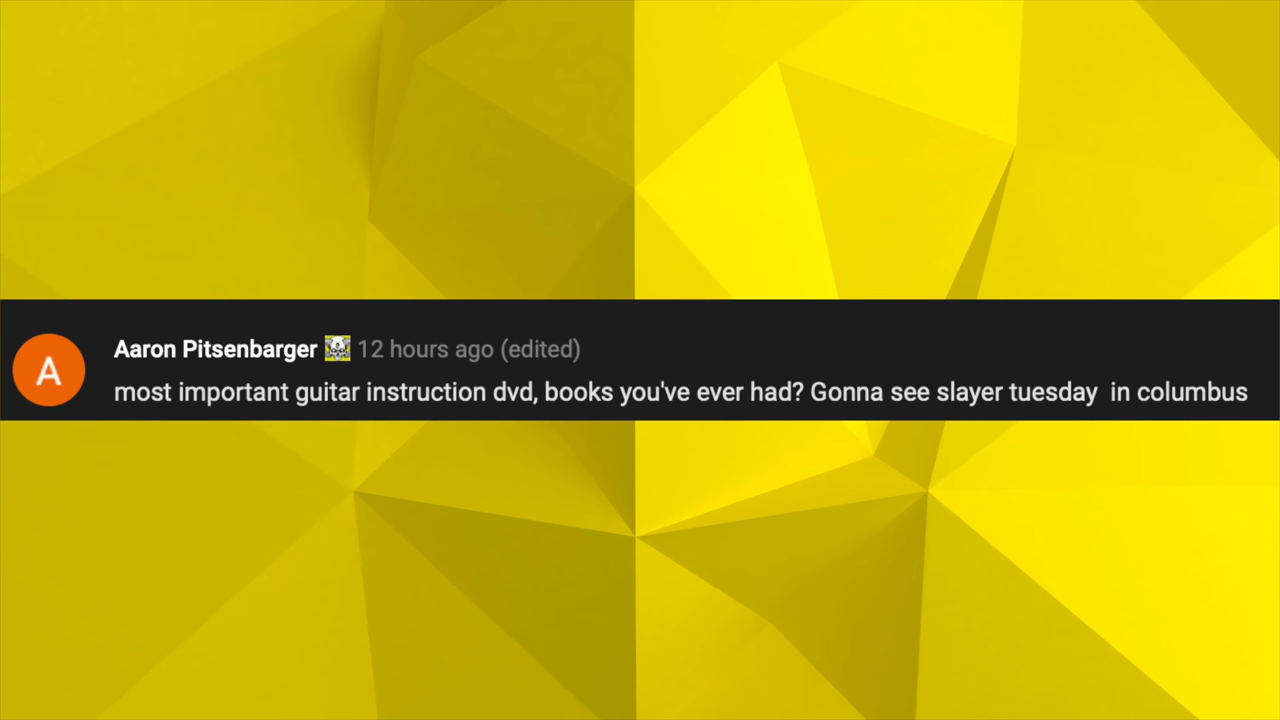 A
Aaron Pitsenbarger 12 hours ago (edited)
most important guitar instruction dvd, books you've ever had? Gonna see slayer tuesday  in columbus